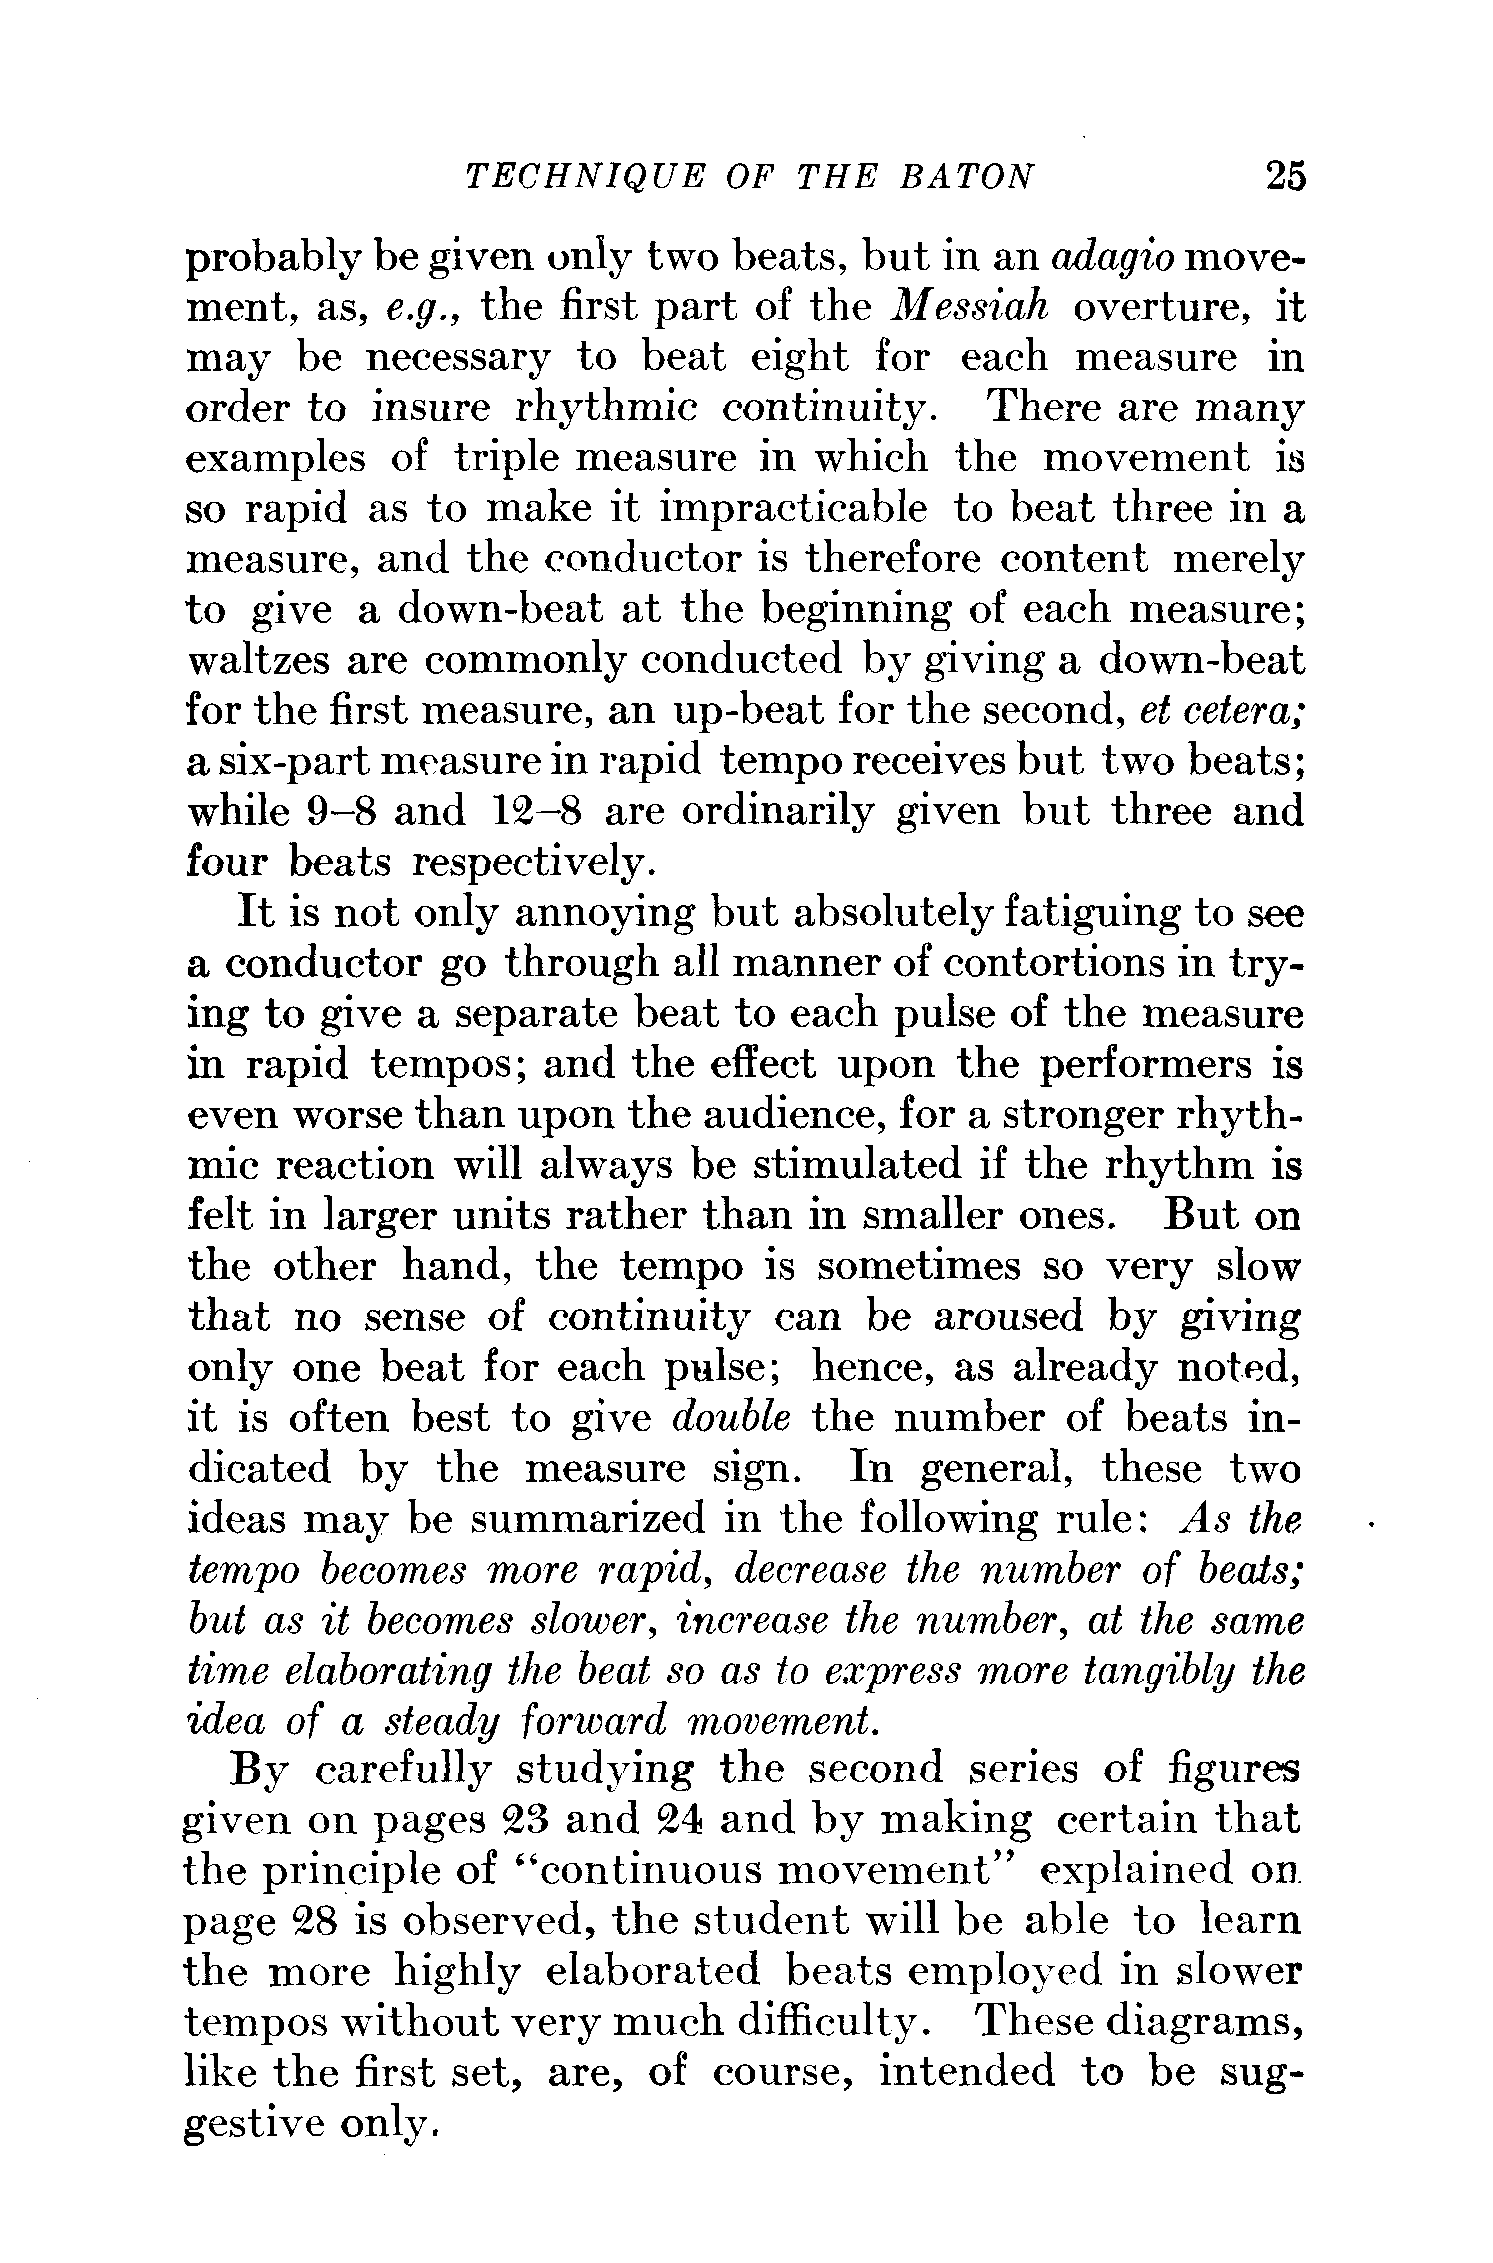 TECHNIQUE OF THE BATON 25
probably be given only two beats, but in an adagio move-
ment, as, e.g., the first part of the Messiah overture, it
may be necessary to beat eight for each measure in
order to insure rhythmic continuity. There are many
examples of triple measure in which the movement is
so rapid as to make it impracticable to beat three in a
measure, and the conductor is therefore content merely
to give a down-beat at the beginning of each measure;
waltzes are commonly conducted by giving a down-beat
for the first measure, an up-beat for the second, et cetera;
a six-part measure in rapid tempo receives but two beats;
while 9–8 and 12–8 are ordinarily given but three and
four beats respectively.
It is not only annoying but absolutely fatiguing to see
a conductor go through all manner of contortions in try-
ing to give a separate beat to each pulse of the measure
in rapid tempos; and the effect upon the performers is
even worse than upon the audience, for a stronger rhyth-
mic reaction will always be stimulated if the rhythm is
felt in larger units rather than in smaller ones. But on
the other hand, the tempo is sometimes so very slow
that no sense of continuity can be aroused by giving
only one beat for each pulse; hence, as already noted,
it is often best to give double the number of beats in-
dicated by the measure sign. In general, these two
ideas may be summarized in the following rule: As the
tempo becomes more rapid, decrease the number of beats;
but as it becomes slower, increase the number, at the same
time elaborating the beat so as to express more tangibly the
idea of a steady forward movement.
By carefully studying the second series of figures
given on pages 23 and 24 and by making certain that
the principle of “continuous movement” explained on
page 28 is observed, the student will be able to learn
the more highly elaborated beats employed in slower
tempos without very much difficulty. These diagrams,
like the first set, are, of course, intended to be sug-
gestive only.